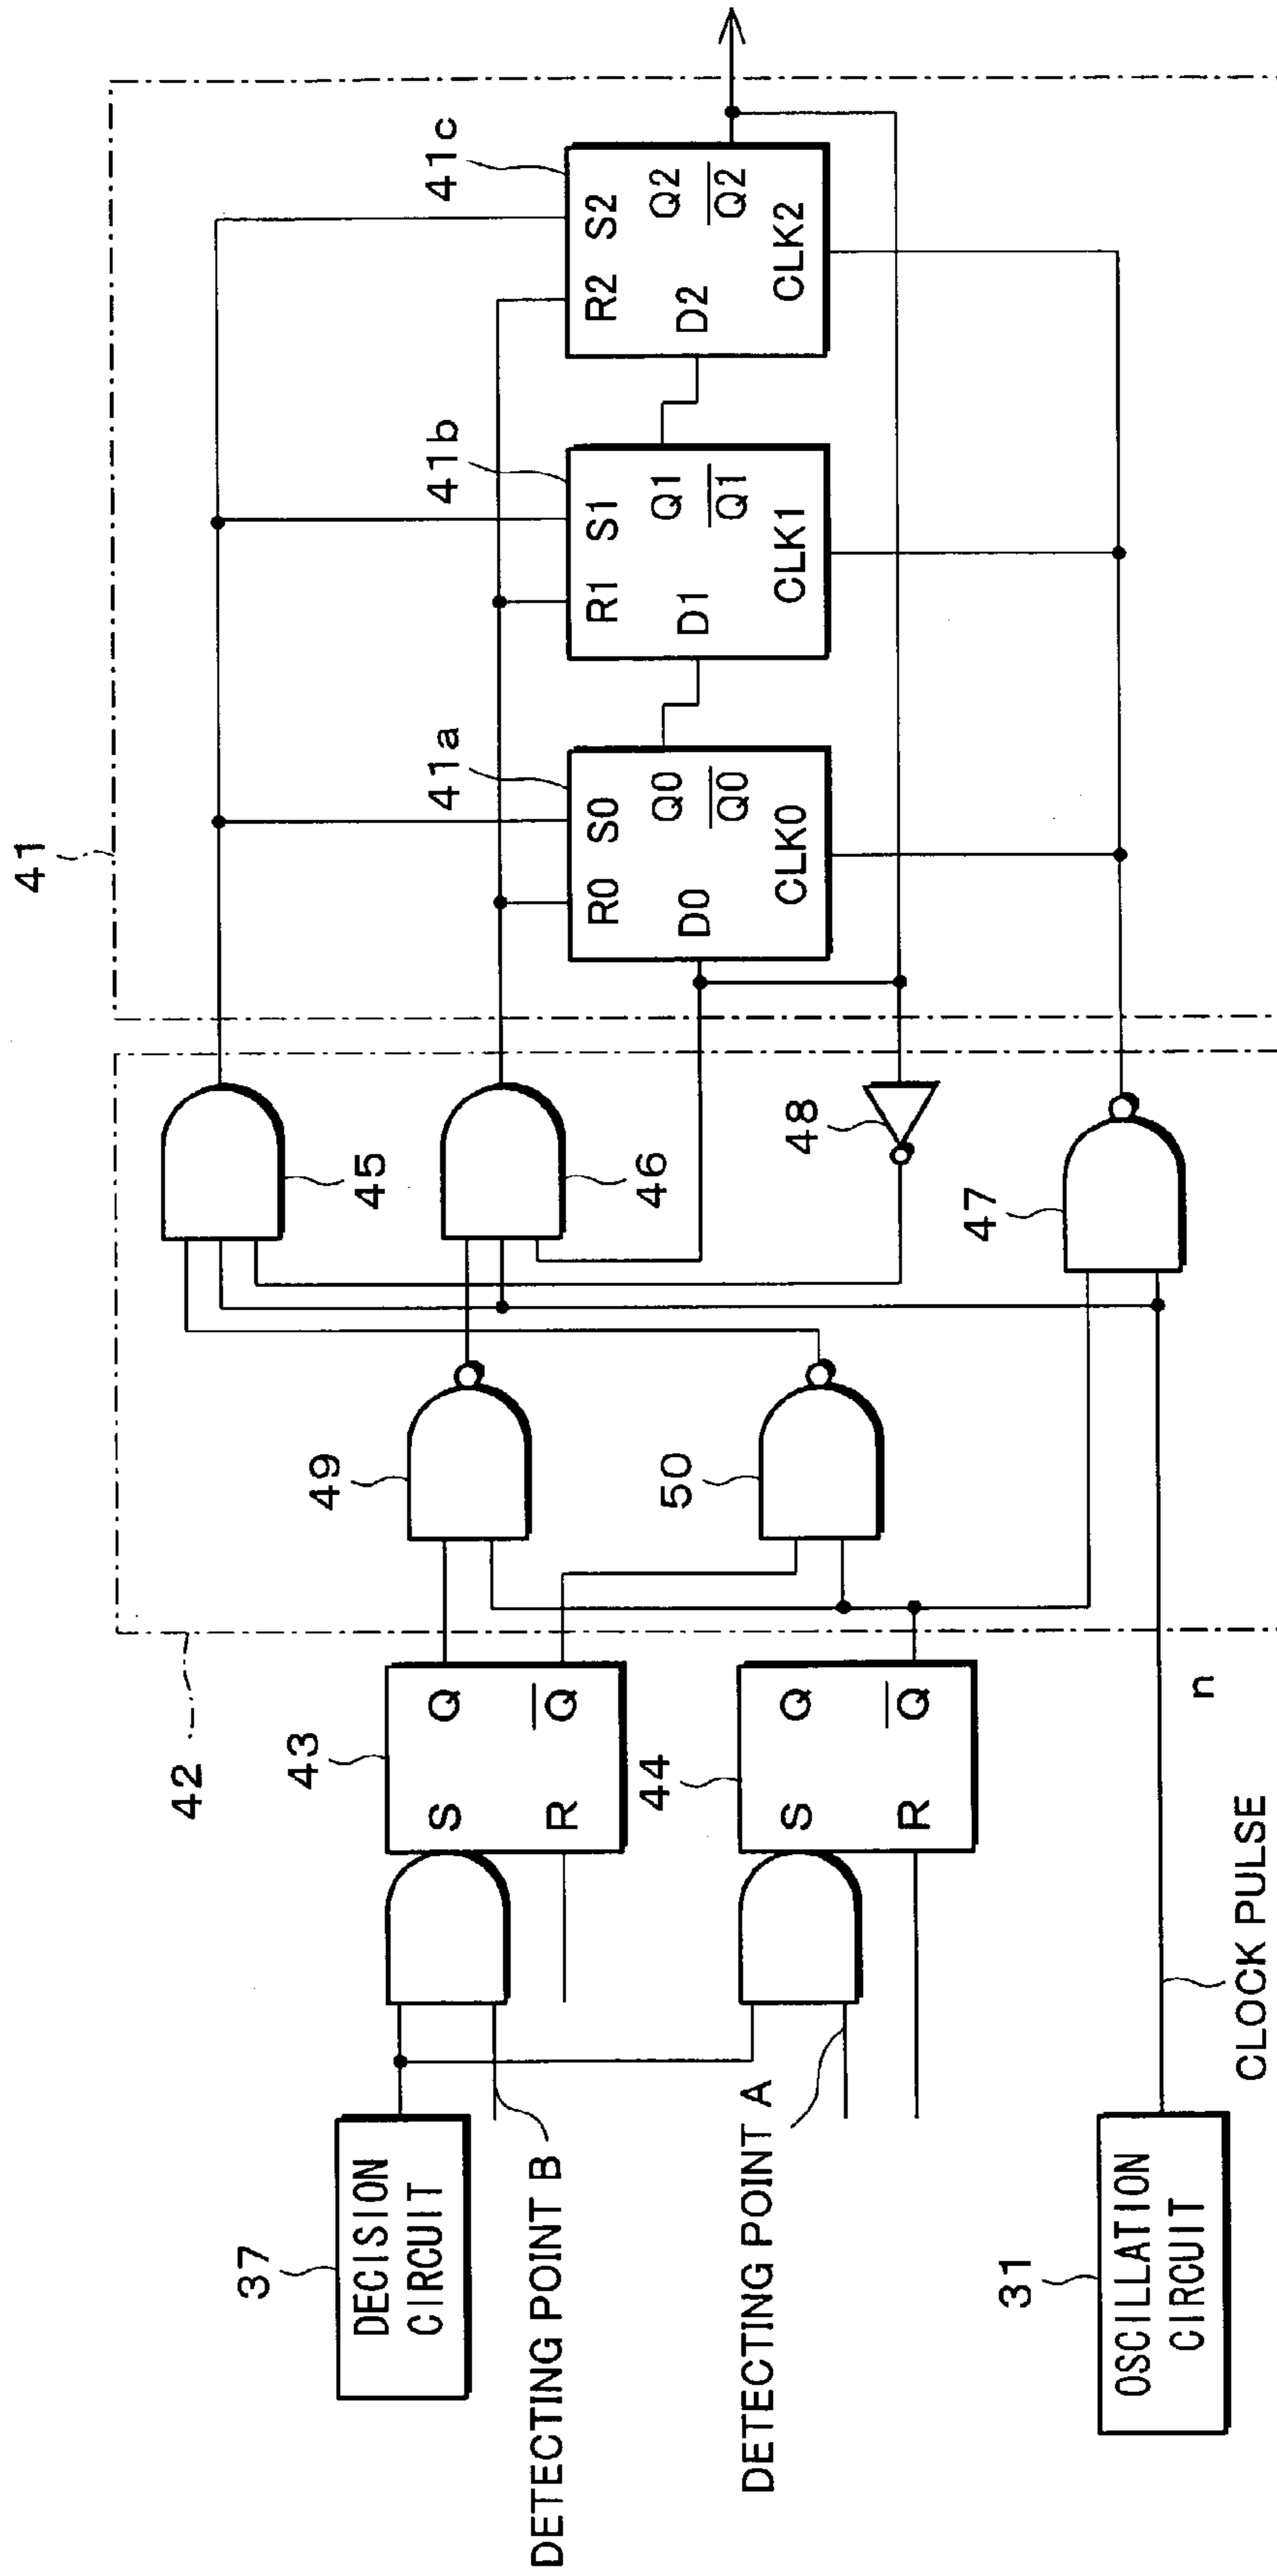 41
41a
41b
41c
R0 S0
D0 Q0
Q0
CLK0
R1 S1
D1 Q1
Q1
CLK1
R2 S2
D2 Q2
Q2
CLK2
42
45
46
47
48
49
50
43
S Q
R Q
44
S Q
R Q
37
DECISION
CIRCUIT
DETECTING POINT B
DETECTING POINT A
31
OSCILLATION
CIRCUIT
CLOCK PULSE
n